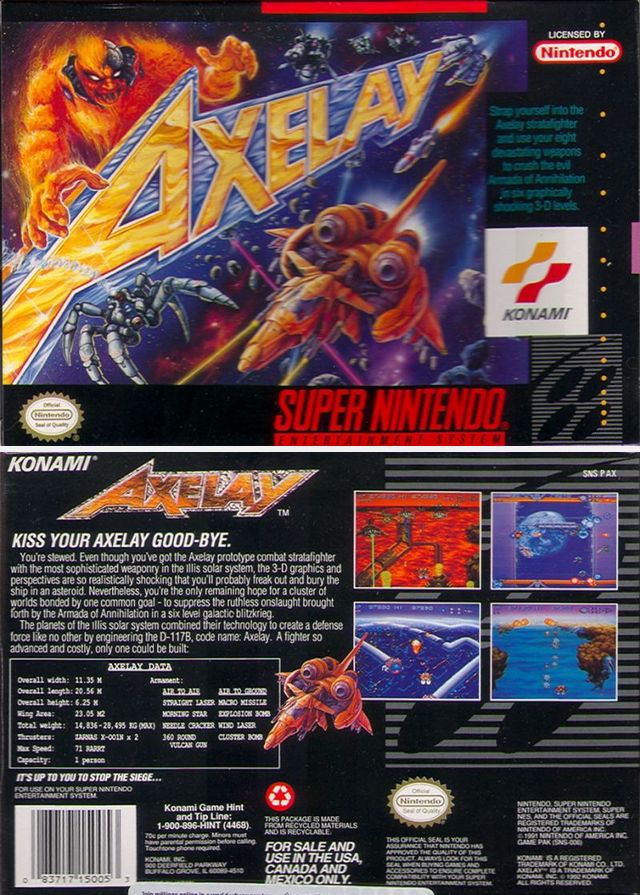 LICENSED BY
Nintendo®
AXELAY
Strap yourself into the
Axelay stratafighter
and use your eight
devastating weapons
to crush the evil
Armada of Annihilation
in six graphically
shocking 3-D levels.
KONAMI®
Official
Nintendo
Seal of Quality
SUPER NINTENDO®
ENTERTAINMENT SYSTEM
KONAMI®
AXELAY™
SNS P AX
KISS YOUR AXELAY GOOD-BYE.
You're stewed. Even though you've got the Axelay prototype combat stratafighter
with the most sophisticated weaponry in the Illis solar system, the 3-D graphics and
perspectives are so realistically shocking that you'll probably freak out and bury the
ship in an asteroid. Nevertheless, you're the only remaining hope for a cluster of
worlds bonded by one common goal - to suppress the ruthless onslaught brought
forth by the Armada of Annihilation in a six level galactic blitzkrieg.
The planets of the Illis solar system combined their technology to create a defense
force like no other by engineering the D-117B, code name: Axelay. A fighter so
advanced and costly, only one could be built:
AXELAY DATA
Overall width: 11.35 M
Overall length: 20.56 M
Overall height: 6.25 M
Wing Area: 23.05 M2
Total weight: 14,836-28,495 KG (MAX)
Thrusters: ZARNAS X-001N x 2
Max Speed: 71 RARRT
Capacity: 1 person
Armament:
AIR TO AIR AIR TO GROUND
STRAIGHT LASER MACRO MISSILE
MORNING STAR EXPLOSION BOMB
NEEDLE CRACKER WIND LASER
360 ROUND CLUSTER BOMB
VULCAN GUN
IT'S UP TO YOU TO STOP THE SIEGE...
FOR USE ON YOUR SUPER NINTENDO
ENTERTAINMENT SYSTEM.
0 83717 15005 3
Konami Game Hint
and Tip Line:
1-900-896-HINT (4468).
70¢ per minute charge. Minors must
have parental permission before calling.
Touchtone phone required.
KONAMI, INC.
900 DEERFIELD PARKWAY
BUFFALO GROVE, IL 60089-4510
THIS PACKAGE IS MADE
FROM RECYCLED MATERIALS
AND IS RECYCLABLE.
FOR SALE AND
USE IN THE USA,
CANADA AND
MEXICO ONLY.
Official
Nintendo
Seal of Quality
THIS OFFICIAL SEAL IS YOUR
ASSURANCE THAT NINTENDO HAS
APPROVED THE QUALITY OF THIS
PRODUCT. ALWAYS LOOK FOR THIS
SEAL WHEN BUYING GAMES AND
ACCESSORIES TO ENSURE COMPLETE
COMPATIBILITY WITH YOUR SUPER
NINTENDO ENTERTAINMENT SYSTEM.
NINTENDO, SUPER NINTENDO
ENTERTAINMENT SYSTEM, SUPER
NES, AND THE OFFICIAL SEALS ARE
REGISTERED TRADEMARKS OF
NINTENDO OF AMERICA INC.
© 1991 NINTENDO OF AMERICA INC.
GAME PAK (SNS-006)
KONAMI® IS A REGISTERED
TRADEMARK OF KONAMI CO., LTD.
AXELAY™ IS A TRADEMARK OF
KONAMI, INC. © 1992 KONAMI.
ALL RIGHTS RESERVED.